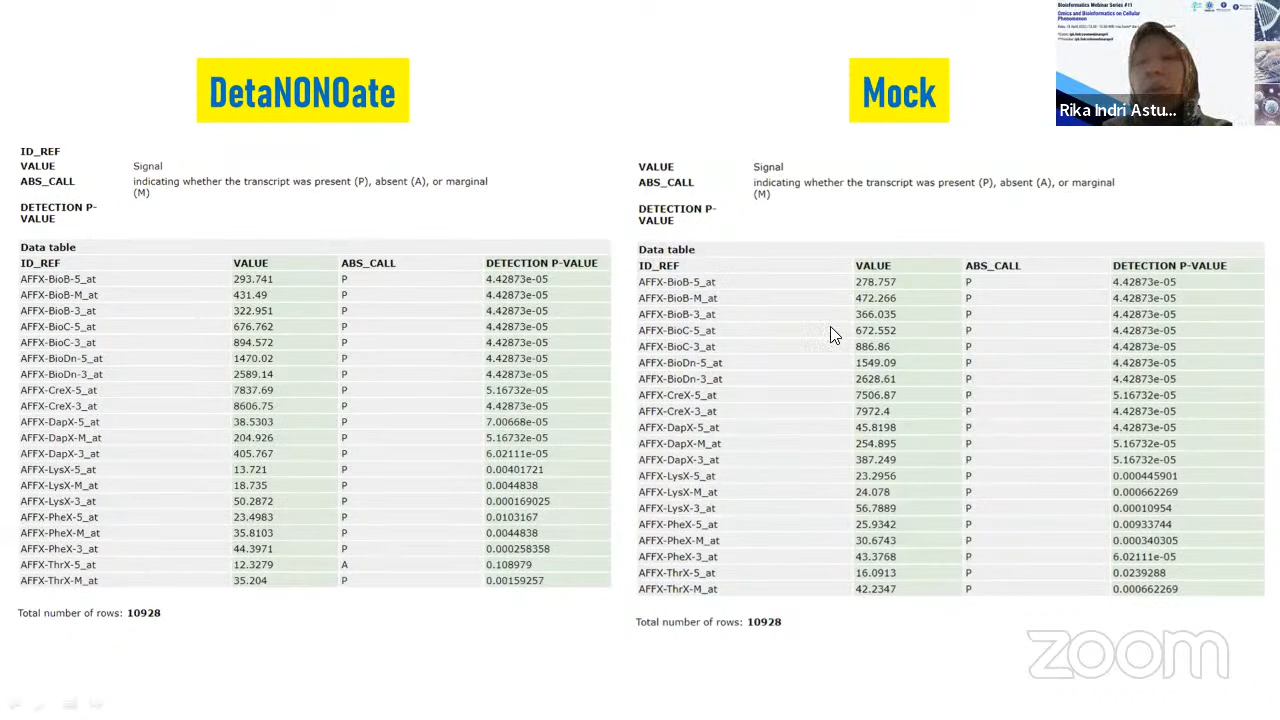 Bioinformatics Webinar Series #11
Omics and Bioinformatics on Cellular
Phenomenon
Rika Indri Astu...
DetaNONOate
Mock
ID_REF
VALUE Signal
ABS_CALL indicating whether the transcript was present (P), absent (A), or marginal
(M)
DETECTION P-
VALUE
Data table
ID_REF VALUE ABS_CALL DETECTION P-VALUE
AFFX-BioB-5_at 293.741 P 4.42873e-05
AFFX-BioB-M_at 431.49 P 4.42873e-05
AFFX-BioB-3_at 322.951 P 4.42873e-05
AFFX-BioC-5_at 676.762 P 4.42873e-05
AFFX-BioC-3_at 894.572 P 4.42873e-05
AFFX-BioDn-5_at 1470.02 P 4.42873e-05
AFFX-BioDn-3_at 2589.14 P 4.42873e-05
AFFX-CreX-5_at 7837.69 P 5.16732e-05
AFFX-CreX-3_at 8606.75 P 4.42873e-05
AFFX-DapX-5_at 38.5303 P 7.00668e-05
AFFX-DapX-M_at 204.926 P 5.16732e-05
AFFX-DapX-3_at 405.767 P 6.02111e-05
AFFX-LysX-5_at 13.721 P 0.00401721
AFFX-LysX-M_at 18.735 P 0.0044838
AFFX-LysX-3_at 50.2872 P 0.000169025
AFFX-PheX-5_at 23.4983 P 0.0103167
AFFX-PheX-M_at 35.8103 P 0.0044838
AFFX-PheX-3_at 44.3971 P 0.000258358
AFFX-ThrX-5_at 12.3279 A 0.108979
AFFX-ThrX-M_at 35.204 P 0.00159257
Total number of rows: 10928
VALUE Signal
ABS_CALL indicating whether the transcript was present (P), absent (A), or marginal
(M)
DETECTION P-
VALUE
Data table
ID_REF VALUE ABS_CALL DETECTION P-VALUE
AFFX-BioB-5_at 278.757 P 4.42873e-05
AFFX-BioB-M_at 472.266 P 4.42873e-05
AFFX-BioB-3_at 366.035 P 4.42873e-05
AFFX-BioC-5_at 672.552 P 4.42873e-05
AFFX-BioC-3_at 886.86 P 4.42873e-05
AFFX-BioDn-5_at 1549.09 P 4.42873e-05
AFFX-BioDn-3_at 2628.61 P 4.42873e-05
AFFX-CreX-5_at 7506.87 P 5.16732e-05
AFFX-CreX-3_at 7972.4 P 4.42873e-05
AFFX-DapX-5_at 45.8198 P 4.42873e-05
AFFX-DapX-M_at 254.895 P 5.16732e-05
AFFX-DapX-3_at 387.249 P 5.16732e-05
AFFX-LysX-5_at 23.2956 P 0.000445901
AFFX-LysX-M_at 24.078 P 0.000662269
AFFX-LysX-3_at 56.7889 P 0.00010954
AFFX-PheX-5_at 25.9342 P 0.00933744
AFFX-PheX-M_at 30.6743 P 0.000340305
AFFX-PheX-3_at 43.3768 P 6.02111e-05
AFFX-ThrX-5_at 16.0913 P 0.0239288
AFFX-ThrX-M_at 42.2347 P 0.000662269
Total number of rows: 10928
zoom